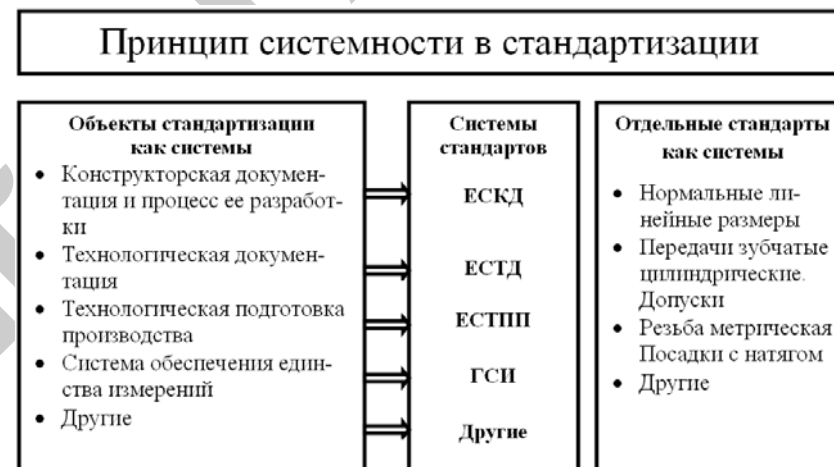 Принцип системности в стандартизации
Объекты стандартизации
как системы
• Конструкторская докумен-
тация и процесс ее разработ-
ки
• Технологическая докумен-
тация
• Технологическая подготовка
производства
• Система обеспечения един-
ства измерений
• Другие
Системы
стандартов
ЕСКД
ЕСТД
ЕСТПП
ГСИ
Другие
Отдельные стандарты
как системы
• Нормальные ли-
нейные размеры
• Передачи зубчатые
цилиндрические.
Допуски
• Резьба метрическая
Посадки с натягом
• Другие